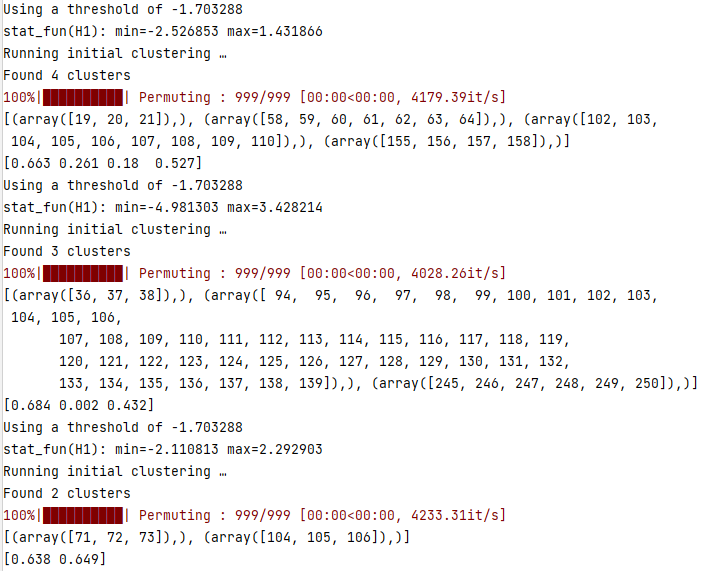 Using a threshold of -1.703288
stat_fun(H1): min=-2.526853 max=1.431866
Running initial clustering …
Found 4 clusters
100%|██████████| Permuting : 999/999 [00:00<00:00, 4179.39it/s]
[(array([19, 20, 21]),), (array([58, 59, 60, 61, 62, 63, 64]),), (array([102, 103,
 104, 105, 106, 107, 108, 109, 110]),), (array([155, 156, 157, 158]),)]
[0.663 0.261 0.18  0.527]
Using a threshold of -1.703288
stat_fun(H1): min=-4.981303 max=3.428214
Running initial clustering …
Found 3 clusters
100%|██████████| Permuting : 999/999 [00:00<00:00, 4028.26it/s]
[(array([36, 37, 38]),), (array([ 94,  95,  96,  97,  98,  99, 100, 101, 102, 103,
 104, 105, 106,
       107, 108, 109, 110, 111, 112, 113, 114, 115, 116, 117, 118, 119,
       120, 121, 122, 123, 124, 125, 126, 127, 128, 129, 130, 131, 132,
       133, 134, 135, 136, 137, 138, 139]),), (array([245, 246, 247, 248, 249, 250]),)]
[0.684 0.002 0.432]
Using a threshold of -1.703288
stat_fun(H1): min=-2.110813 max=2.292903
Running initial clustering …
Found 2 clusters
100%|██████████| Permuting : 999/999 [00:00<00:00, 4233.31it/s]
[(array([71, 72, 73]),), (array([104, 105, 106]),)]
[0.638 0.649]